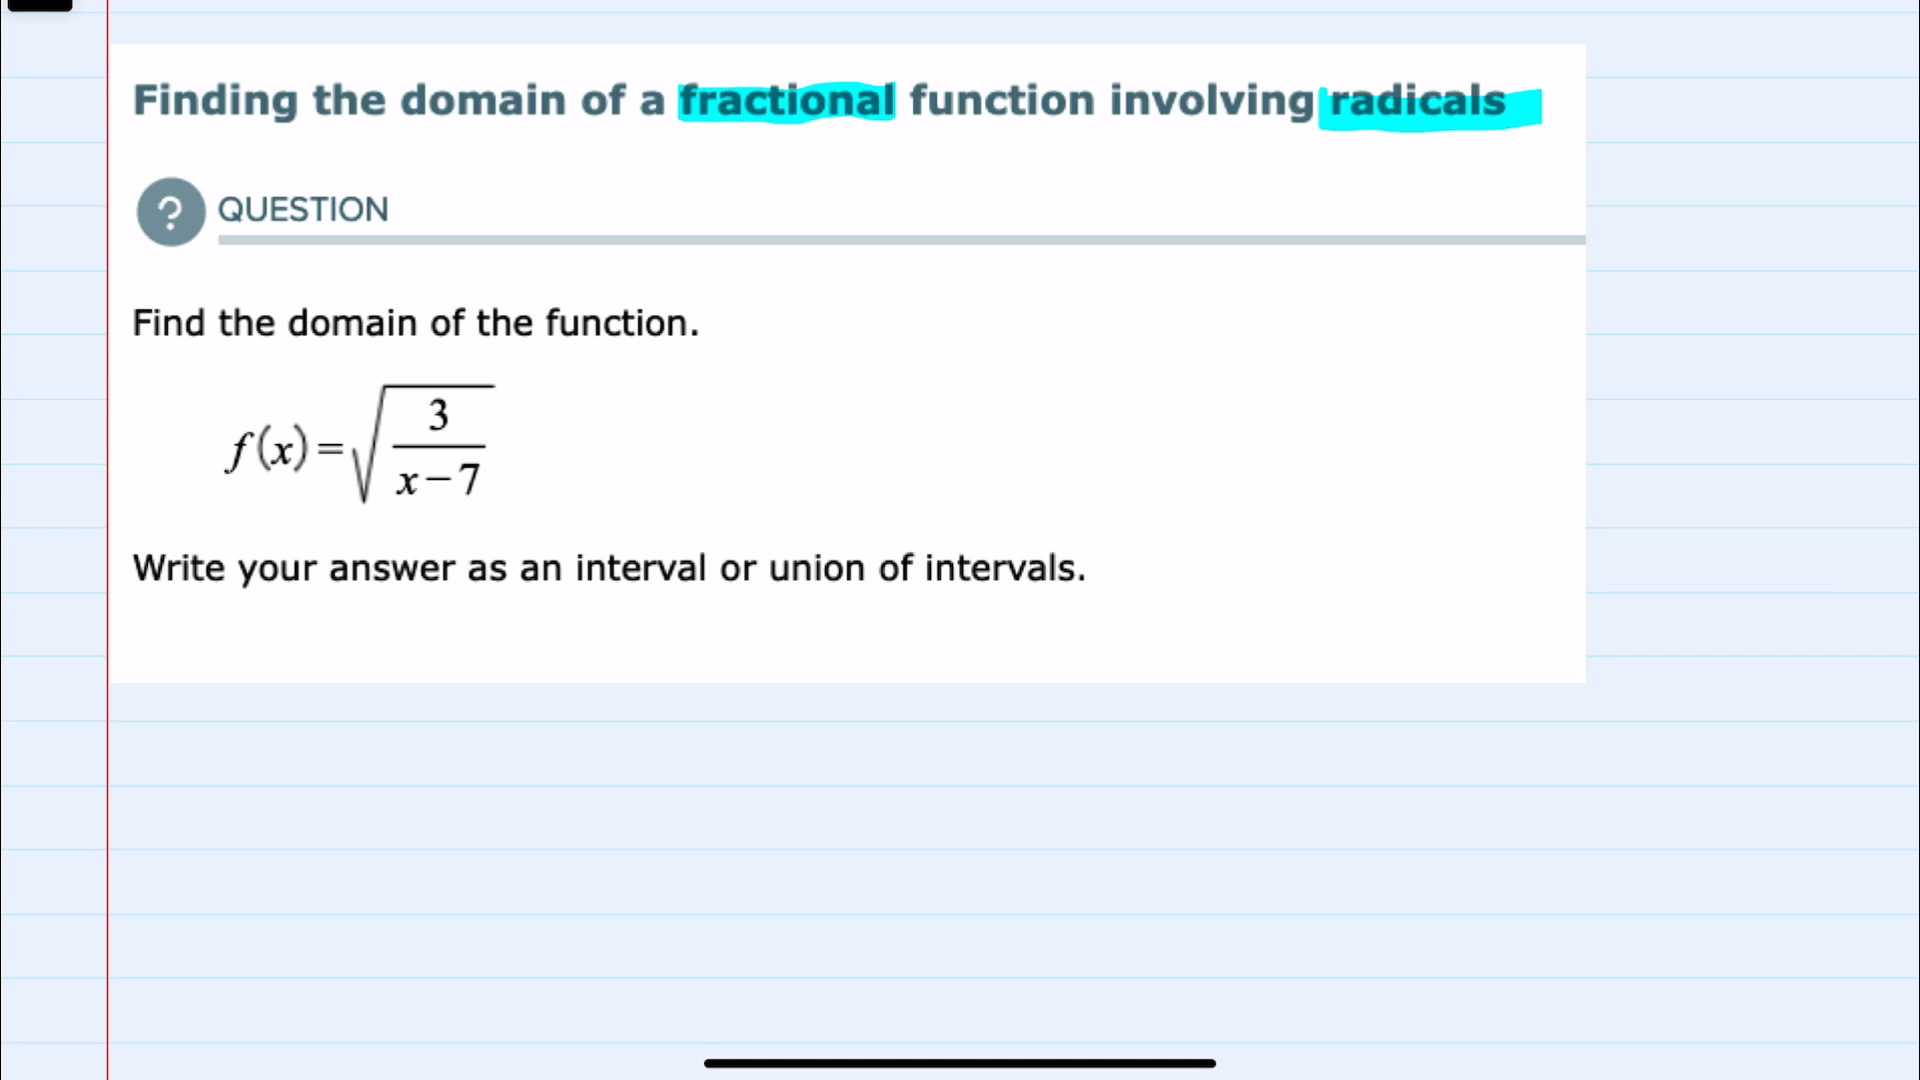 Finding the domain of a fractional function involving radicals
? QUESTION
Find the domain of the function.
f(x)=√(3/(x−7))
Write your answer as an interval or union of intervals.